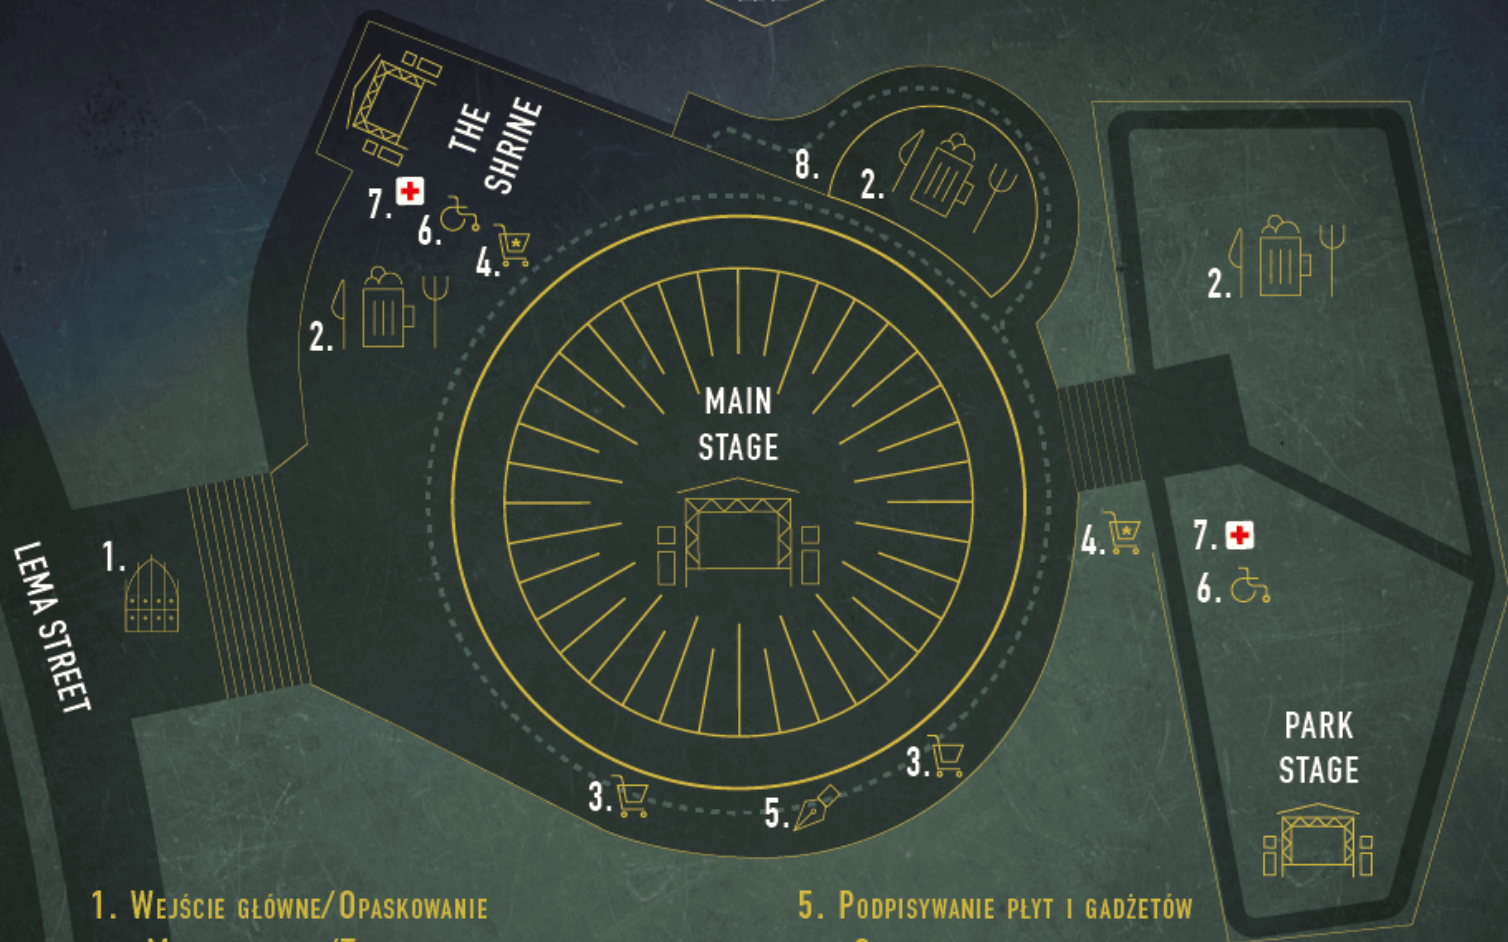 THE
SHRINE
8.
2.
7.
6.
4.
2.
2.
MAIN
STAGE
1.
LEMA STREET
4.
7.
6.
PARK
STAGE
3.
3.
5.
1. WEJŚCIE GŁÓWNE/OPASKOWANIE
5. PODPISYWANIE PŁYT I GADŻETÓW